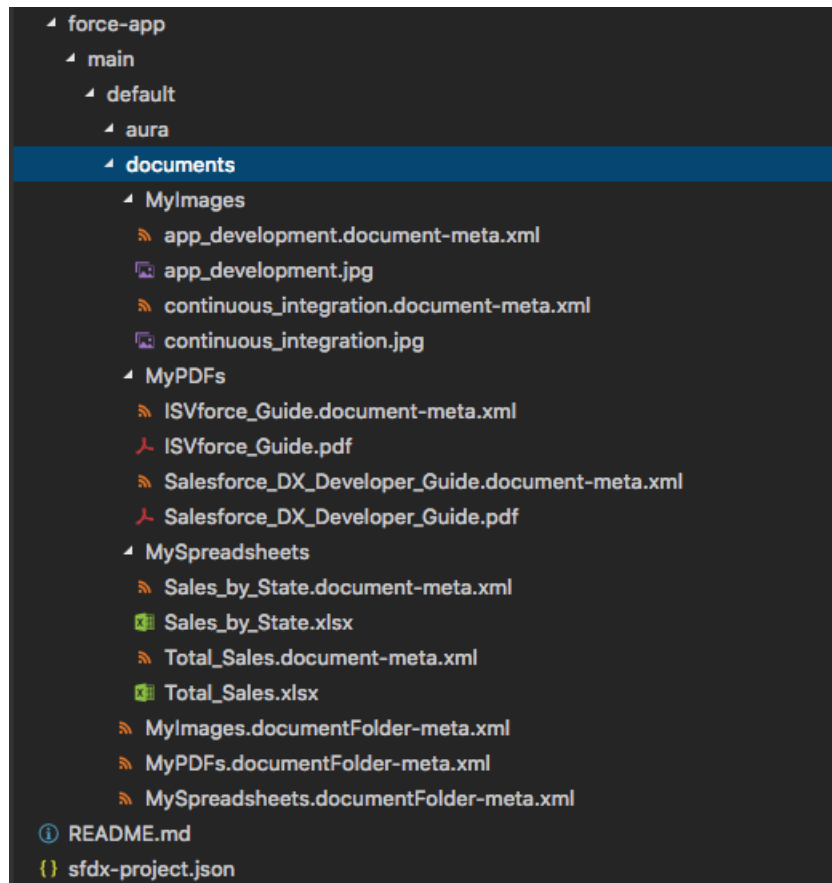 force-app
main
default
aura
documents
MyImages
app_development.document-meta.xml
app_development.jpg
continuous_integration.document-meta.xml
continuous_integration.jpg
MyPDFs
ISVforce_Guide.document-meta.xml
ISVforce_Guide.pdf
Salesforce_DX_Developer_Guide.document-meta.xml
Salesforce_DX_Developer_Guide.pdf
MySpreadsheets
Sales_by_State.document-meta.xml
Sales_by_State.xlsx
Total_Sales.document-meta.xml
Total_Sales.xlsx
MyImages.documentFolder-meta.xml
MyPDFs.documentFolder-meta.xml
MySpreadsheets.documentFolder-meta.xml
README.md
sfdx-project.json